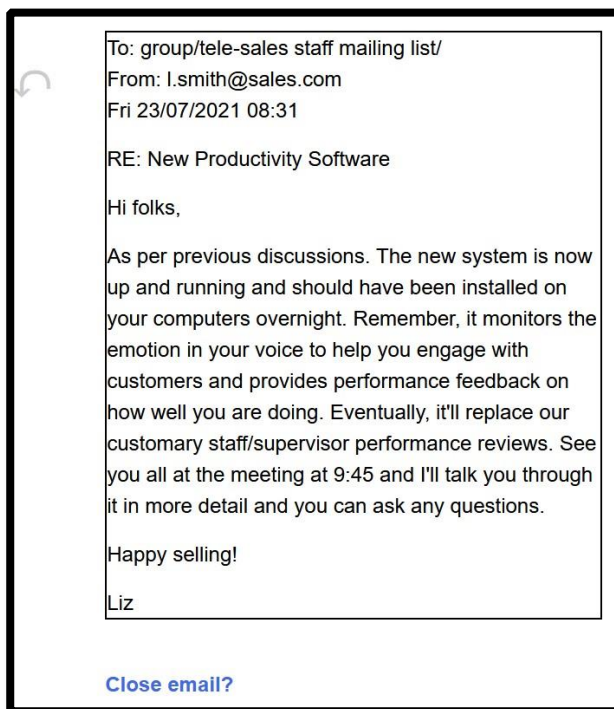 To: group/tele-sales staff mailing list/
From: l.smith@sales.com
Fri 23/07/2021 08:31
RE: New Productivity Software
Hi folks,
As per previous discussions. The new system is now
up and running and should have been installed on
your computers overnight. Remember, it monitors the
emotion in your voice to help you engage with
customers and provides performance feedback on
how well you are doing. Eventually, it'll replace our
customary staff/supervisor performance reviews. See
you all at the meeting at 9:45 and I'll talk you through
it in more detail and you can ask any questions.
Happy selling!
Liz
Close email?